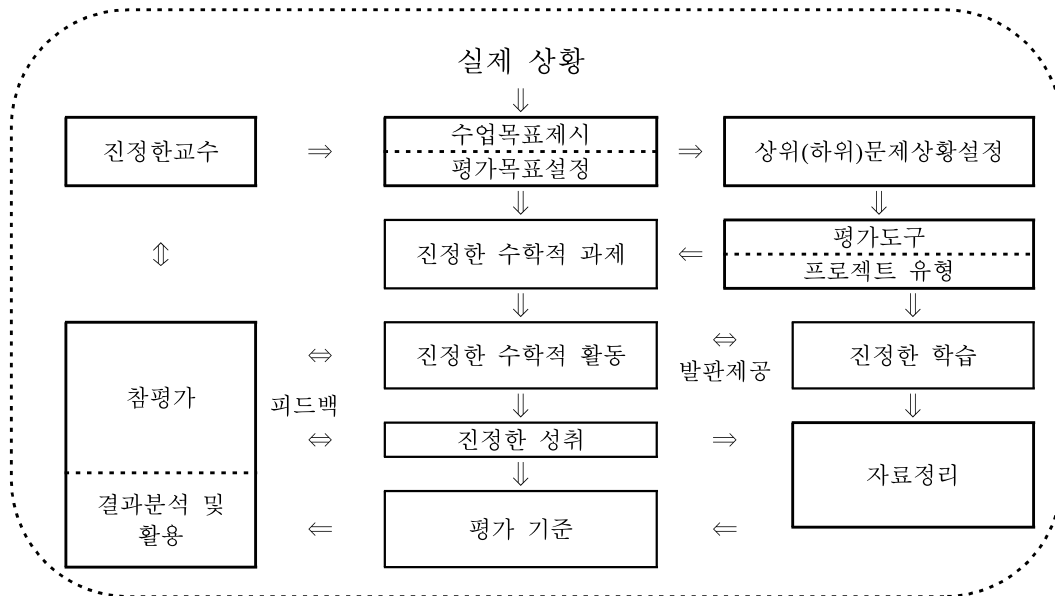 실제 상황
⇓
진정한교수
⇒
수업목표제시
평가목표설정
⇒
상위(하위)문제상황설정
⇓
⇓
⇕
진정한 수학적 과제
⇐
평가도구
프로젝트 유형
⇓
⇓
참평가
⇔
피드백
⇔
진정한 수학적 활동
⇔
발판제공
진정한 학습
⇓
⇓
진정한 성취
⇒
자료정리
⇓
결과분석 및
활용
⇐
평가 기준
⇐